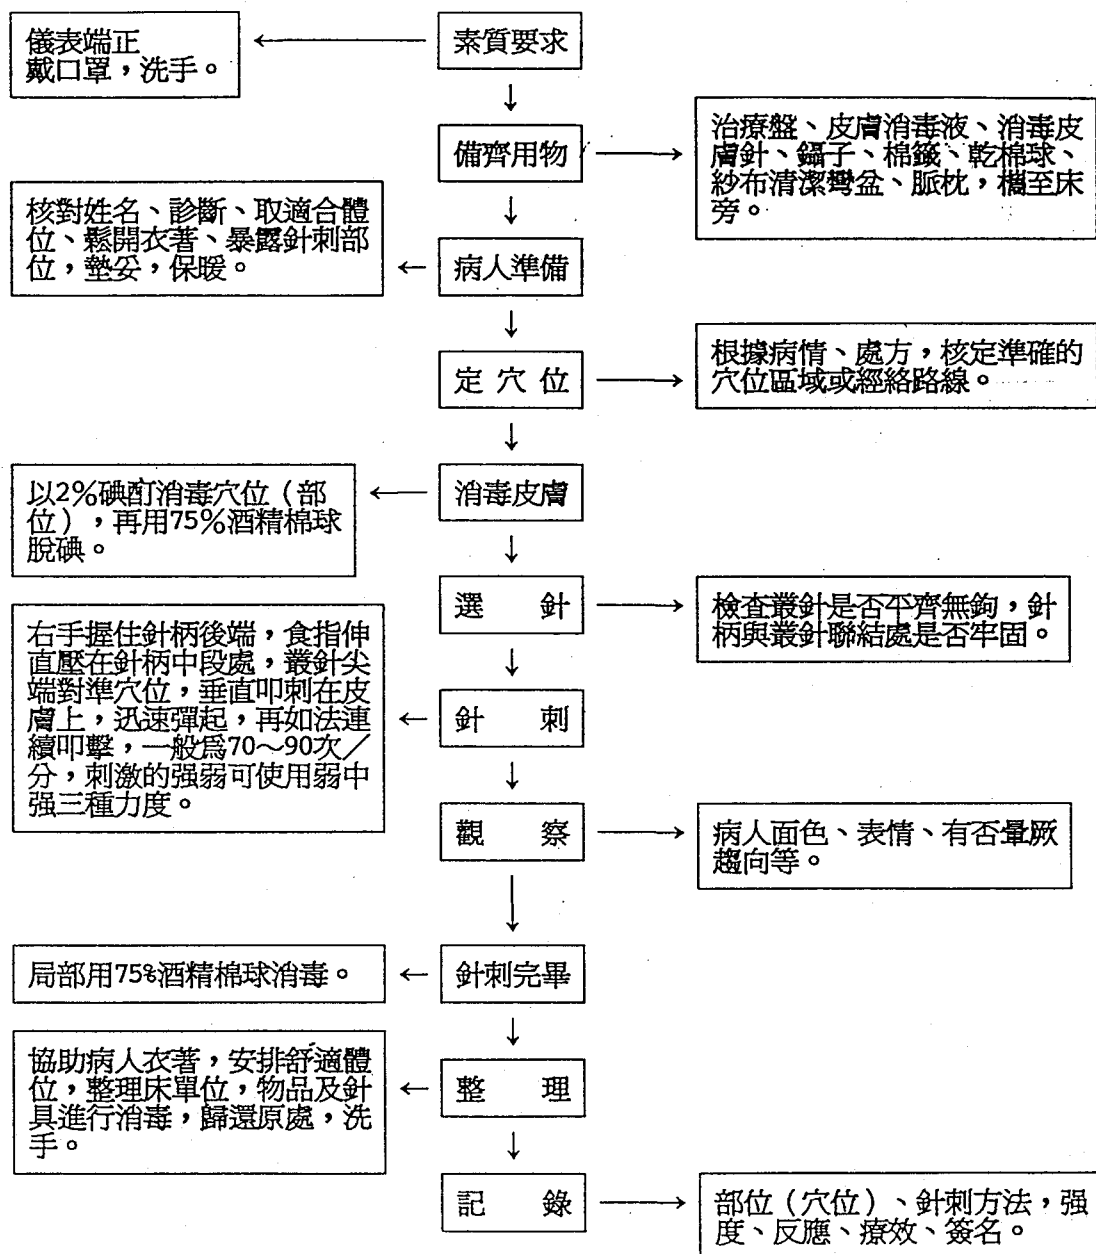 素質要求
儀表端正
戴口罩，洗手。
備齊用物
治療盤、皮膚消毒液、消毒皮
膚針、鑷子、棉籤、乾棉球、
紗布清潔彎盆、脈枕，攜至床
旁。
病人準備
核對姓名、診斷、取適合體
位、鬆開衣著、暴露針刺部
位，墊妥，保暖。
定穴位
根據病情、處方，核定準確的
穴位區域或經絡路線。
消毒皮膚
以2%碘酊消毒穴位（部
位），再用75%酒精棉球
脫碘。
選針
檢查叢針是否平齊無鉤，針
柄與叢針聯結處是否牢固。
針刺
右手握住針柄後端，食指伸
直壓在針柄中段處，叢針尖
端對準穴位，垂直叩刺在皮
膚上，迅速彈起，再如法連
續叩擊，一般爲70～90次／
分，刺激的强弱可使用弱中
强三種力度。
觀察
病人面色、表情、有否暈厥
趨向等。
針刺完畢
局部用75%酒精棉球消毒。
整理
協助病人衣著，安排舒適體
位，整理床單位，物品及針
具進行消毒，歸還原處，洗
手。
記錄
部位（穴位）、針刺方法，强
度、反應、療效、簽名。